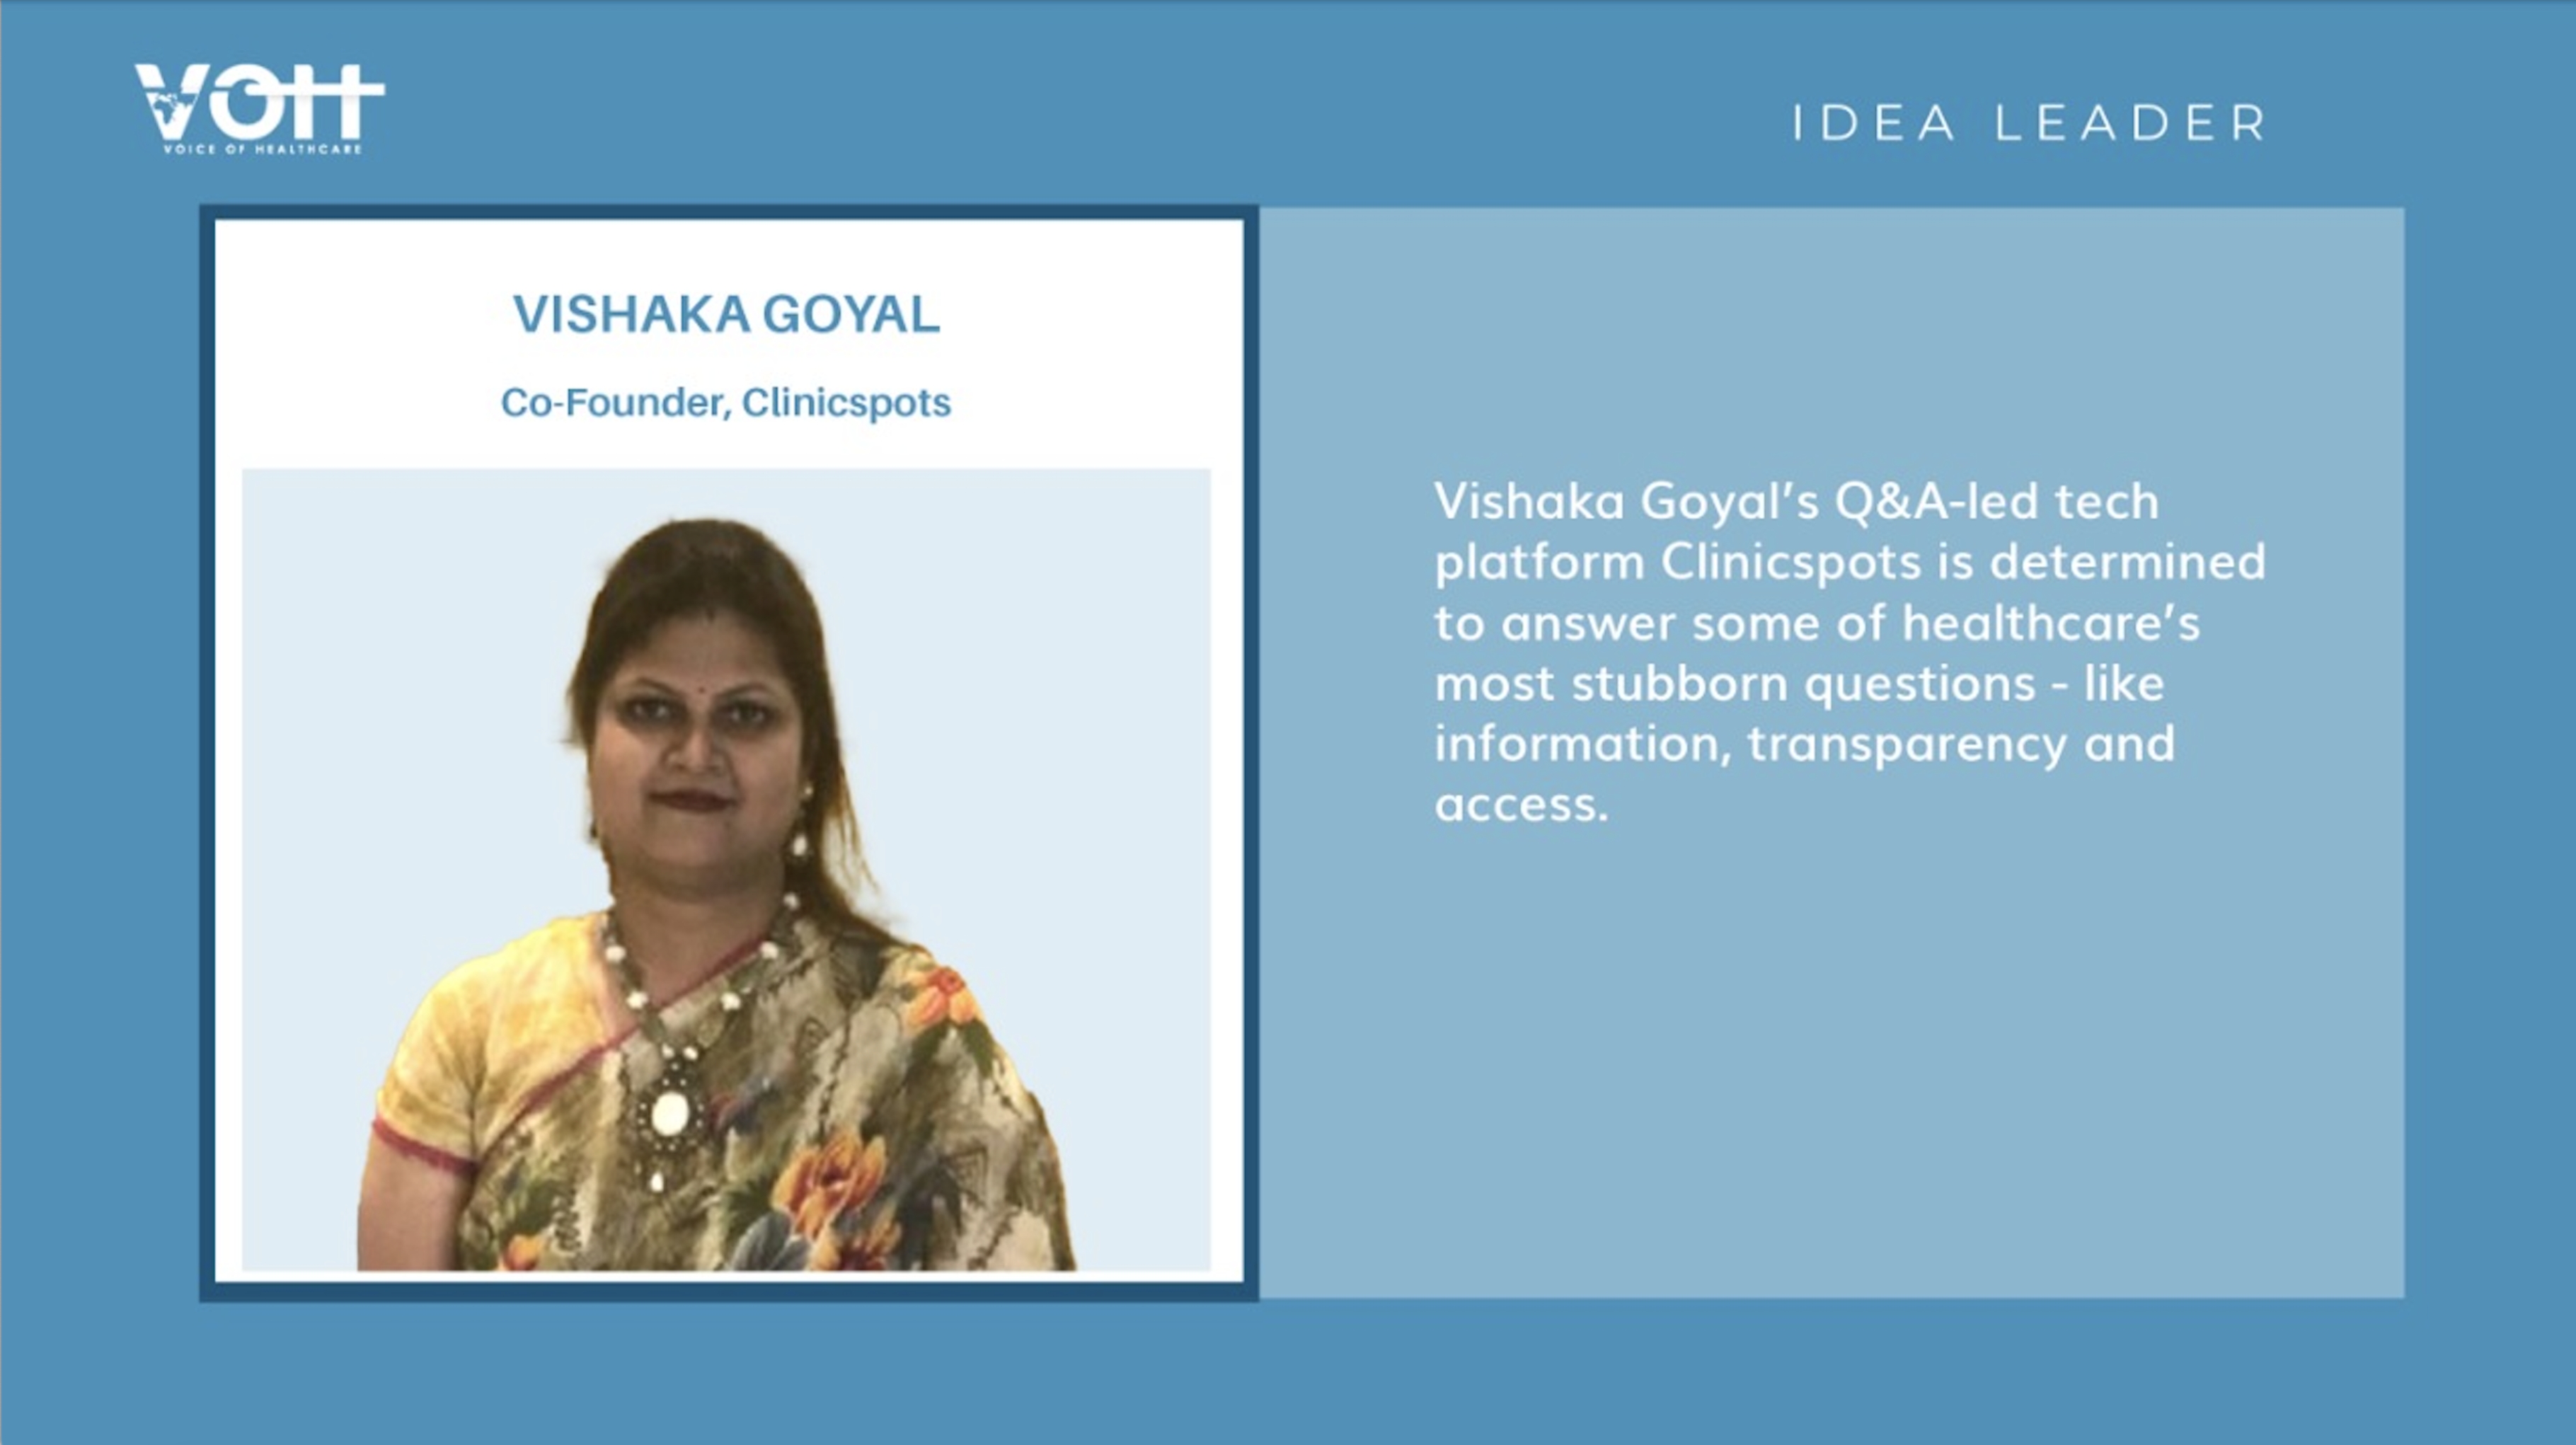 VOH
VOICE OF HEALTHCARE
IDEA LEADER
VISHAKA GOYAL
Co-Founder, Clinicspots
Vishaka Goyal’s Q&A-led tech
platform Clinicspots is determined
to answer some of healthcare’s
most stubborn questions - like
information, transparency and
access.